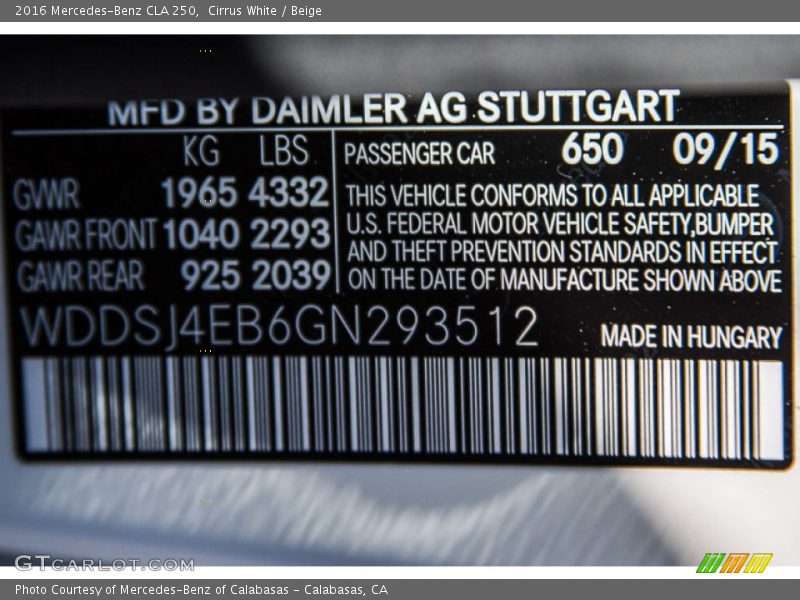 2016 Mercedes-Benz CLA 250,  Cirrus White / Beige
MFD BY DAIMLER AG STUTTGART
KG LBS PASSENGER CAR 650 09/15
GVWR 1965 4332 THIS VEHICLE CONFORMS TO ALL APPLICABLE
GAWR FRONT 1040 2293 U.S. FEDERAL MOTOR VEHICLE SAFETY,BUMPER
AND THEFT PREVENTION STANDARDS IN EFFECT
GAWR REAR 925 2039 ON THE DATE OF MANUFACTURE SHOWN ABOVE
WDDSJ4EB6GN293512 MADE IN HUNGARY
GTCARLOT.COM
Photo Courtesy of Mercedes-Benz of Calabasas - Calabasas, CA